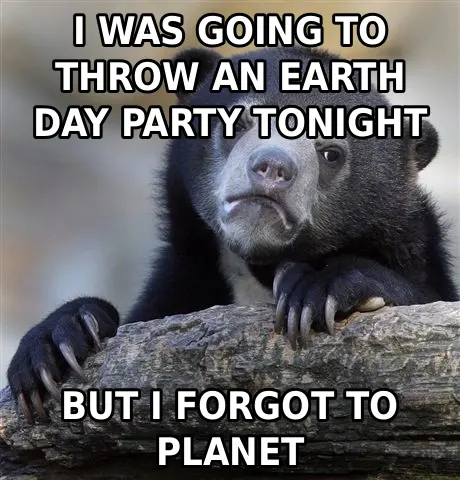 I WAS GOING TO
THROW AN EARTH
DAY PARTY TONIGHT
BUT I FORGOT TO
PLANET